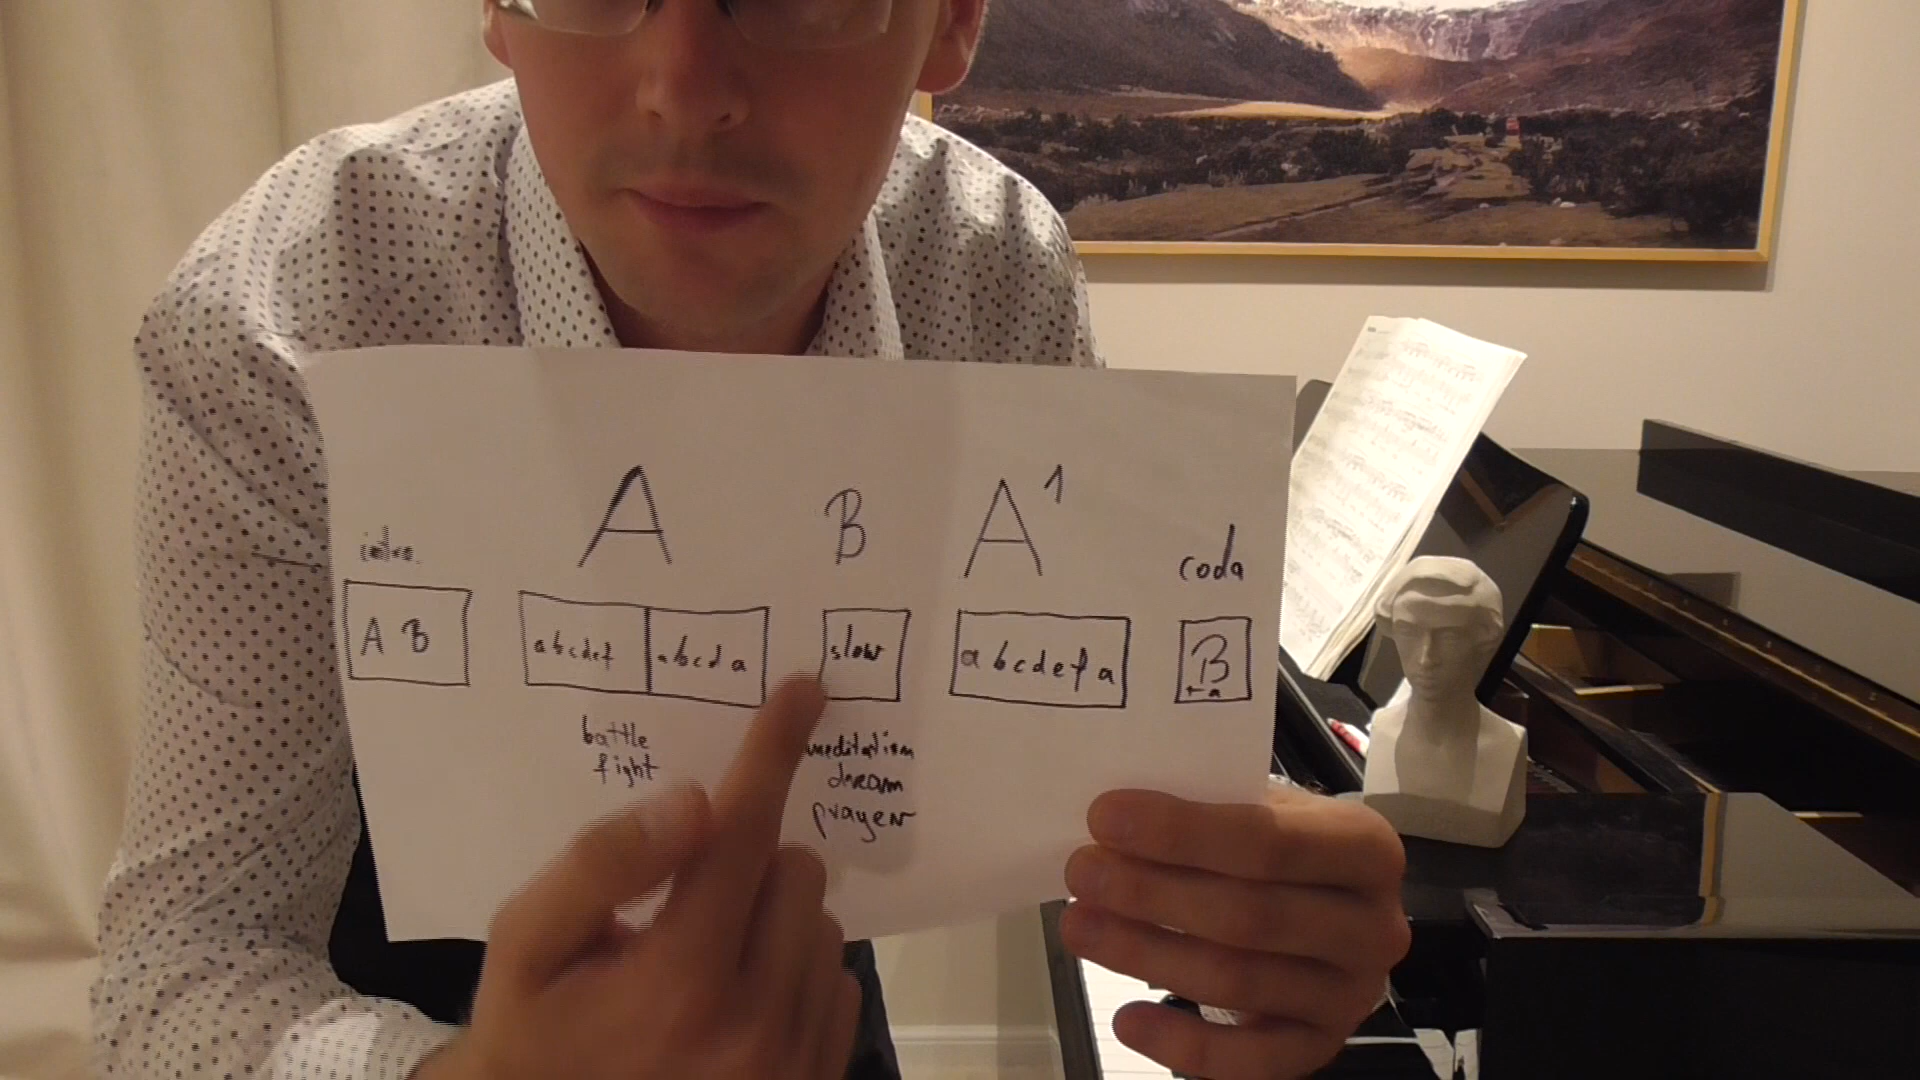 A B A1
intro coda
A B abcdef abcda slow abcdefa B
+a
battle meditation
fight dream
prayer